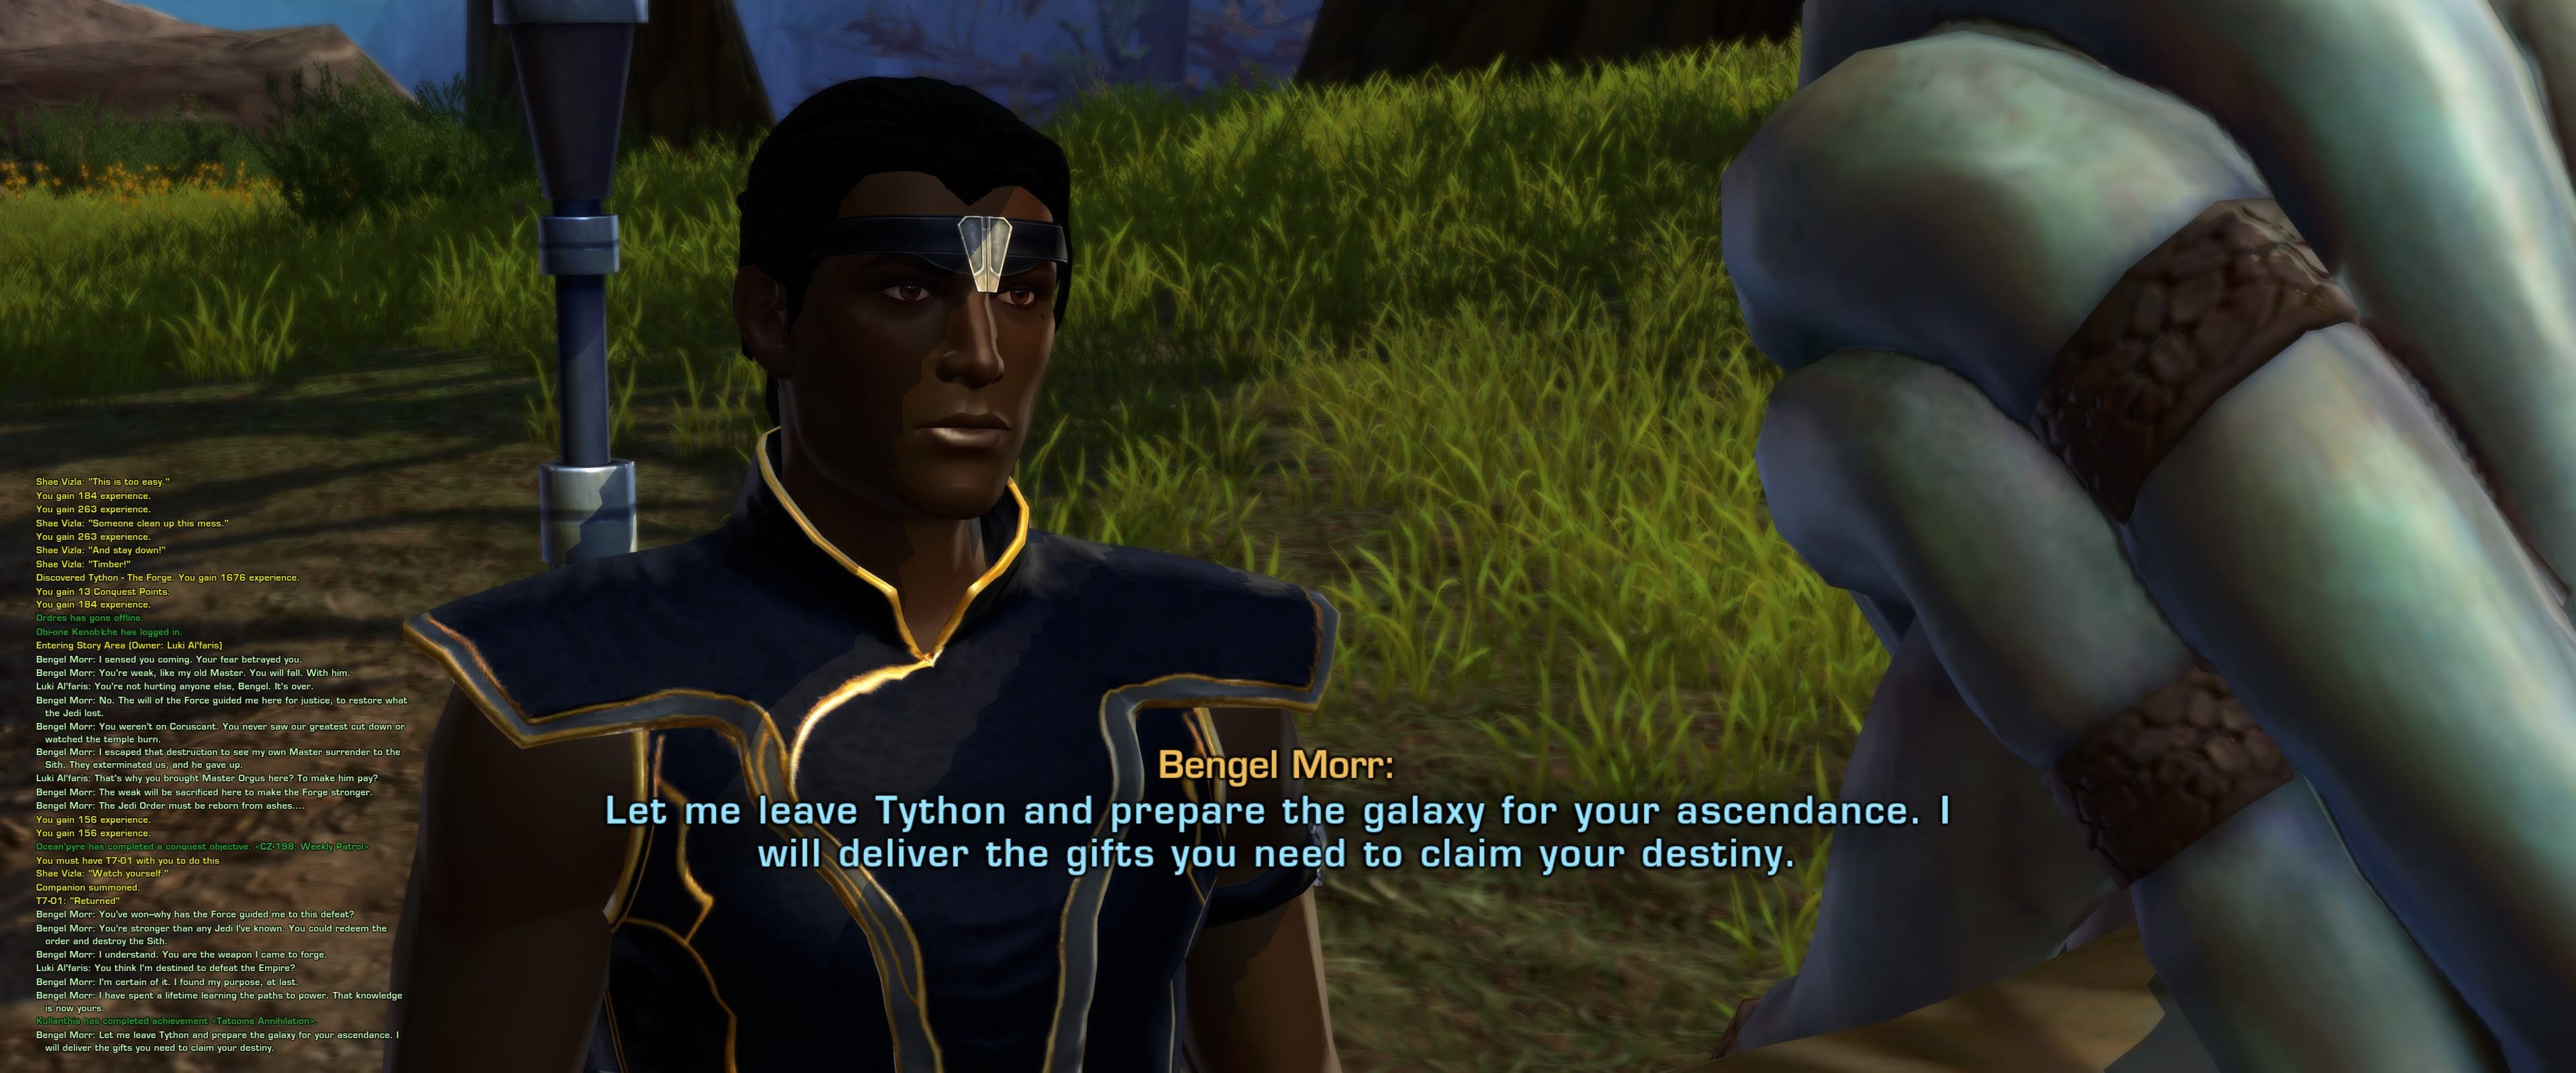 Shae Vizla: "This is too easy."
You gain 184 experience.
You gain 263 experience.
Shae Vizla: "Someone clean up this mess."
You gain 263 experience.
Shae Vizla: "And stay down!"
Shae Vizla: "Timber!"
Discovered Tython - The Forge. You gain 1676 experience.
You gain 13 Conquest Points.
You gain 184 experience.
Ordres has gone offline.
Obi-one Kenobiche has logged in.
Entering Story Area (Owner: Luki Al'faris)
Bengel Morr: I sensed you coming. Your fear betrayed you.
Bengel Morr: You're weak, like my old Master. You will fall. With him.
Luki Al'faris: You're not hurting anyone else, Bengel. It's over.
Bengel Morr: No. The will of the Force guided me here for justice, to restore what
the Jedi lost.
Bengel Morr: You weren't on Coruscant. You never saw our greatest cut down or
watched the temple burn.
Bengel Morr: I escaped that destruction to see my own Master surrender to the
Sith. They exterminated us, and he gave up.
Luki Al'faris: That's why you brought Master Orgus here? To make him pay?
Bengel Morr: The weak will be sacrificed here to make the Forge stronger.
Bengel Morr: The Jedi Order must be reborn from ashes....
You gain 156 experience.
You gain 156 experience.
Ocean'pyre has completed a conquest objective. <CZ-198: Weekly Patrol>
You must have T7-01 with you to do this
Shae Vizla: "Watch yourself."
Companion summoned.
T7-01: "Returned"
Bengel Morr: You've won—why has the Force guided me to this defeat?
Bengel Morr: You're stronger than any Jedi I've known. You could redeem the
order and destroy the Sith.
Bengel Morr: I understand. You are the weapon I came to forge.
Luki Al'faris: You think I'm destined to defeat the Empire?
Bengel Morr: I'm certain of it. I found my purpose, at last.
Bengel Morr: I have spent a lifetime learning the paths to power. That knowledge
is now yours.
Kullanthia has completed achievement <Tatooine Annihilation>.
Bengel Morr: Let me leave Tython and prepare the galaxy for your ascendance. I
will deliver the gifts you need to claim your destiny.
Bengel Morr:
Let me leave Tython and prepare the galaxy for your ascendance. I
will deliver the gifts you need to claim your destiny.